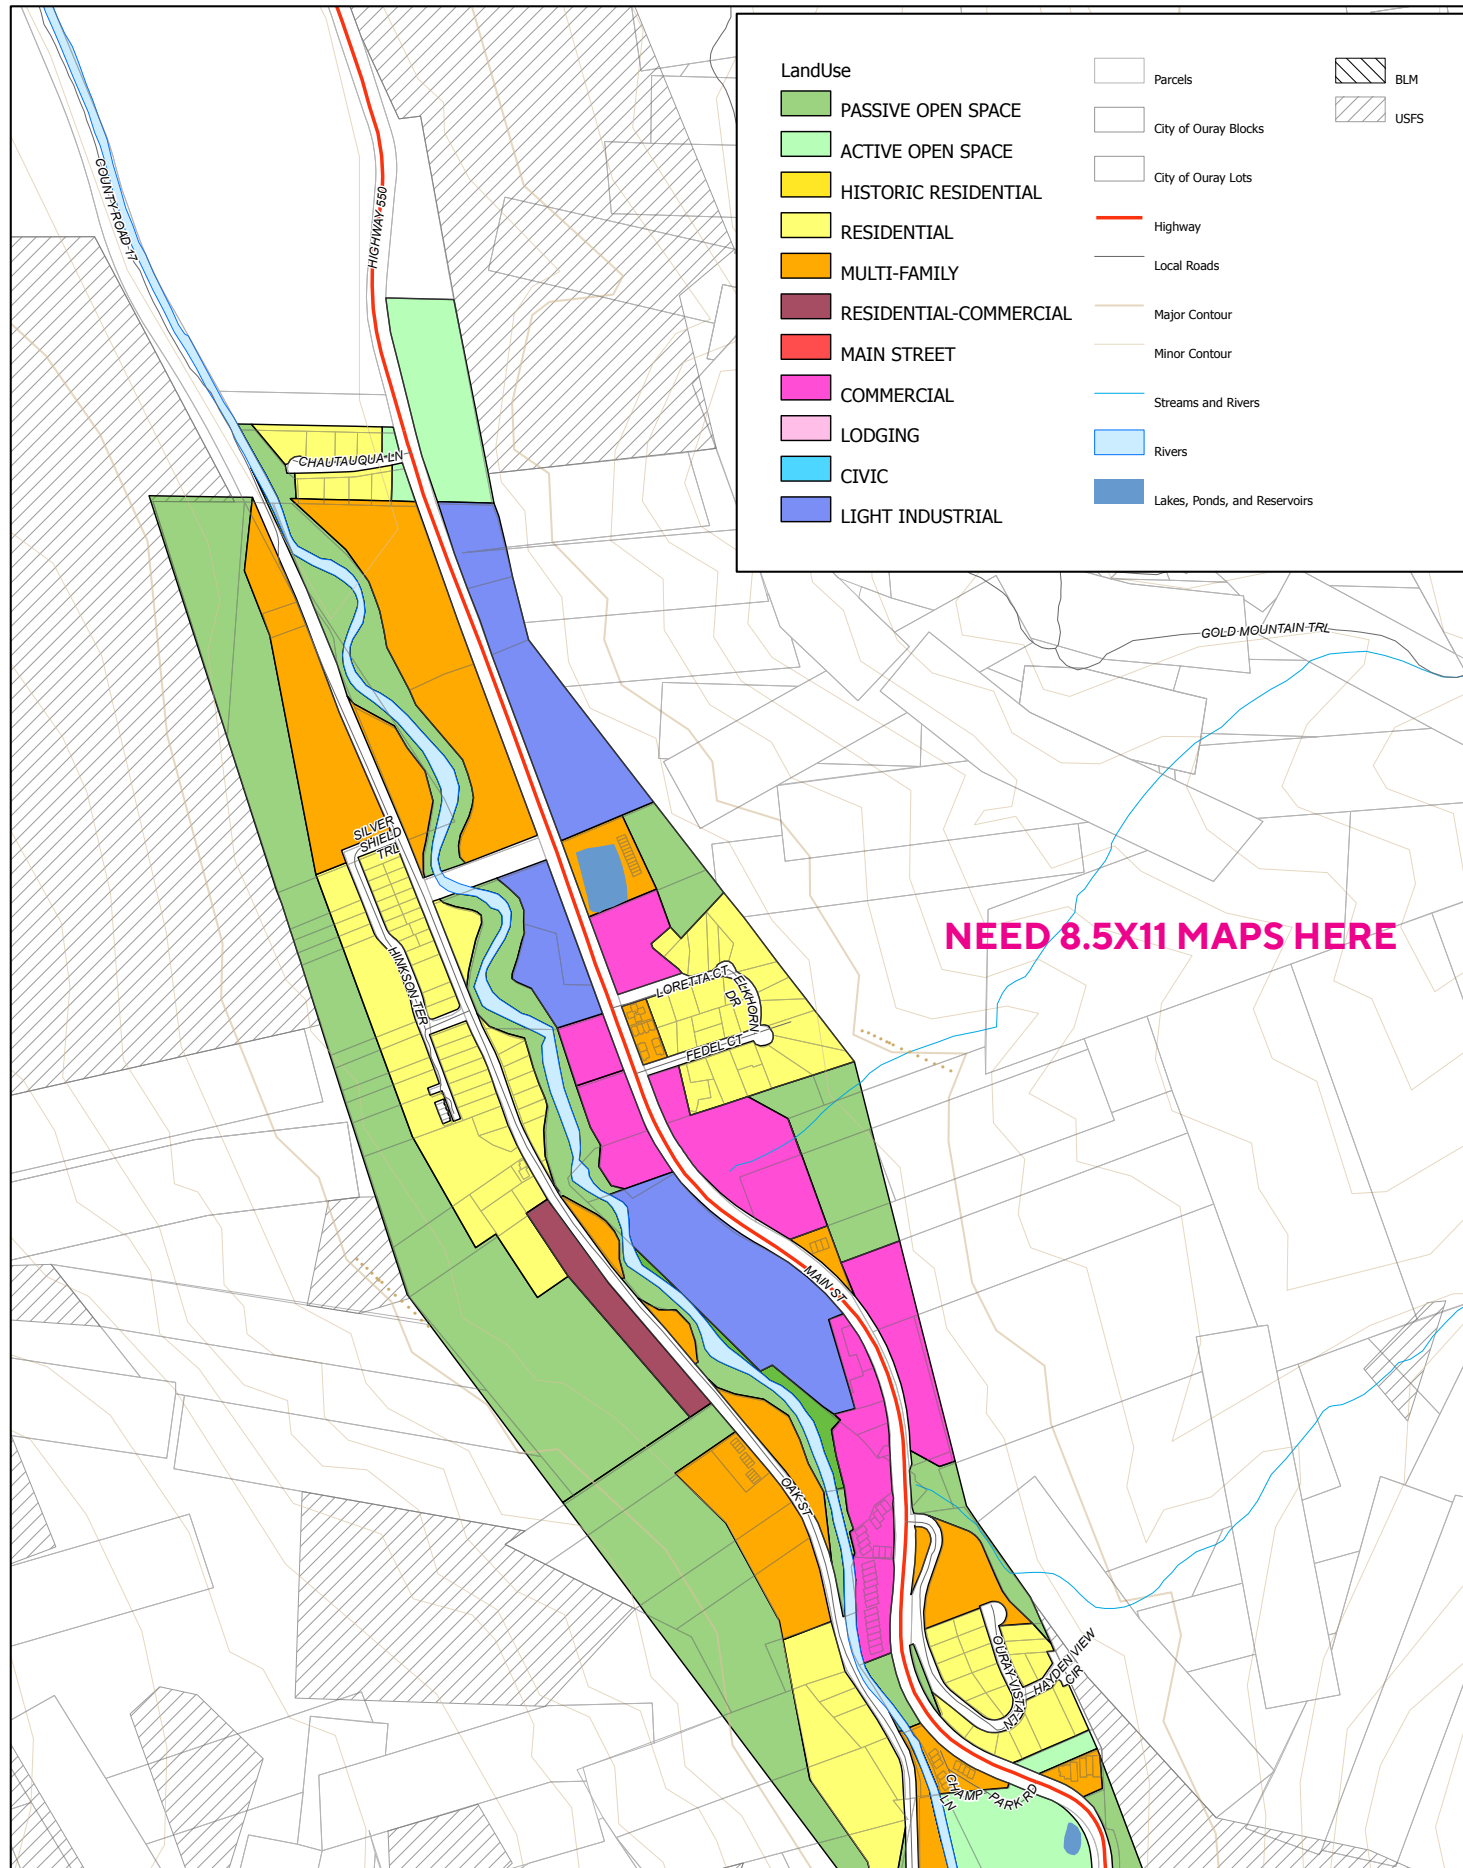 LandUse
PASSIVE OPEN SPACE
ACTIVE OPEN SPACE
HISTORIC RESIDENTIAL
RESIDENTIAL
MULTI-FAMILY
RESIDENTIAL-COMMERCIAL
MAIN STREET
COMMERCIAL
LODGING
CIVIC
LIGHT INDUSTRIAL
Parcels
City of Ouray Blocks
City of Ouray Lots
Highway
Local Roads
Major Contour
Minor Contour
Streams and Rivers
Rivers
Lakes, Ponds, and Reservoirs
BLM
USFS
COUNTY ROAD 17
HIGHWAY 550
CHAUTAUQUA LN
GOLD MOUNTAIN TRL
SILVER
SHIELD
TRL
NEED 8.5X11 MAPS HERE
HINKSON TER
LORETTA CT
ELKHORN
DR
FEDEL CT
MAIN ST
OAK ST
OURAY VISTA
LN
HAYDEN VIEW
CIR
CHAMP
LN
PARK RD